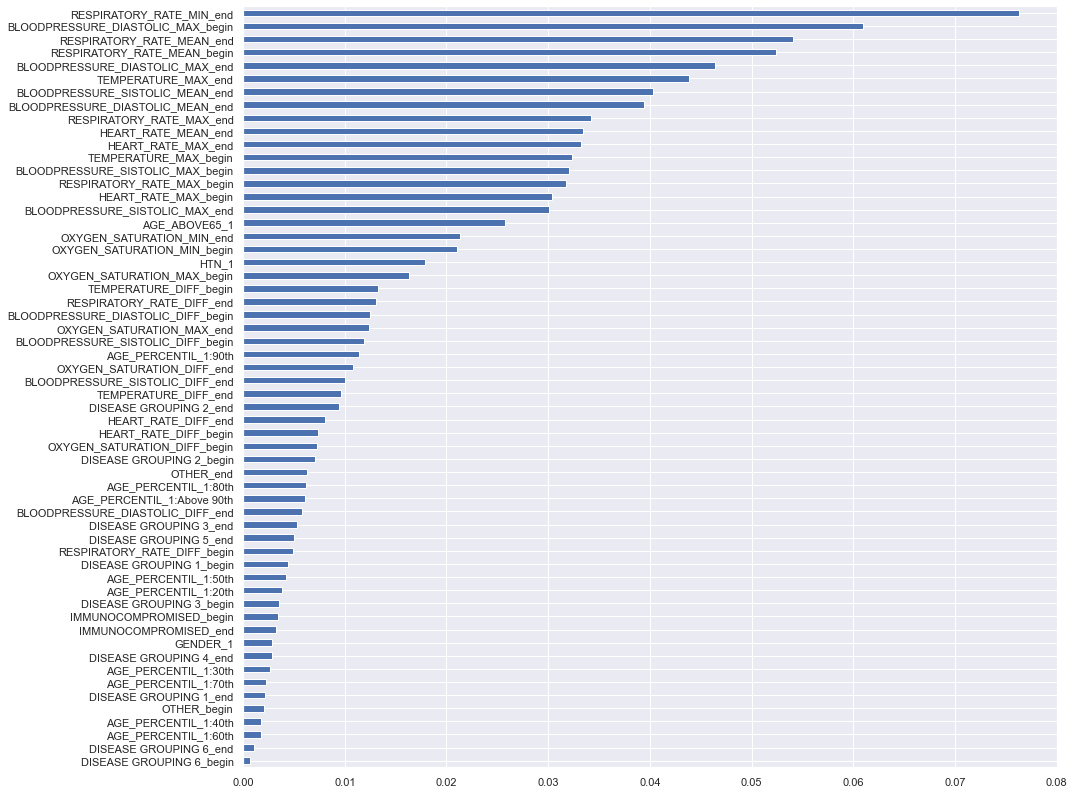 RESPIRATORY_RATE_MIN_end
BLOODPRESSURE_DIASTOLIC_MAX_begin
RESPIRATORY_RATE_MEAN_end
RESPIRATORY_RATE_MEAN_begin
BLOODPRESSURE_DIASTOLIC_MAX_end
TEMPERATURE_MAX_end
BLOODPRESSURE_SISTOLIC_MEAN_end
BLOODPRESSURE_DIASTOLIC_MEAN_end
RESPIRATORY_RATE_MAX_end
HEART_RATE_MEAN_end
HEART_RATE_MAX_end
TEMPERATURE_MAX_begin
BLOODPRESSURE_SISTOLIC_MAX_begin
RESPIRATORY_RATE_MAX_begin
HEART_RATE_MAX_begin
BLOODPRESSURE_SISTOLIC_MAX_end
AGE_ABOVE65_1
OXYGEN_SATURATION_MIN_end
OXYGEN_SATURATION_MIN_begin
HTN_1
OXYGEN_SATURATION_MAX_begin
TEMPERATURE_DIFF_begin
RESPIRATORY_RATE_DIFF_end
BLOODPRESSURE_DIASTOLIC_DIFF_begin
OXYGEN_SATURATION_MAX_end
BLOODPRESSURE_SISTOLIC_DIFF_begin
AGE_PERCENTIL_1:90th
OXYGEN_SATURATION_DIFF_end
BLOODPRESSURE_SISTOLIC_DIFF_end
TEMPERATURE_DIFF_end
DISEASE GROUPING 2_end
HEART_RATE_DIFF_end
HEART_RATE_DIFF_begin
OXYGEN_SATURATION_DIFF_begin
DISEASE GROUPING 2_begin
OTHER_end
AGE_PERCENTIL_1:80th
AGE_PERCENTIL_1:Above 90th
BLOODPRESSURE_DIASTOLIC_DIFF_end
DISEASE GROUPING 3_end
DISEASE GROUPING 5_end
RESPIRATORY_RATE_DIFF_begin
DISEASE GROUPING 1_begin
AGE_PERCENTIL_1:50th
AGE_PERCENTIL_1:20th
DISEASE GROUPING 3_begin
IMMUNOCOMPROMISED_begin
IMMUNOCOMPROMISED_end
GENDER_1
DISEASE GROUPING 4_end
AGE_PERCENTIL_1:30th
AGE_PERCENTIL_1:70th
DISEASE GROUPING 1_end
OTHER_begin
AGE_PERCENTIL_1:40th
AGE_PERCENTIL_1:60th
DISEASE GROUPING 6_end
DISEASE GROUPING 6_begin
0.00 0.01 0.02 0.03 0.04 0.05 0.06 0.07 0.08